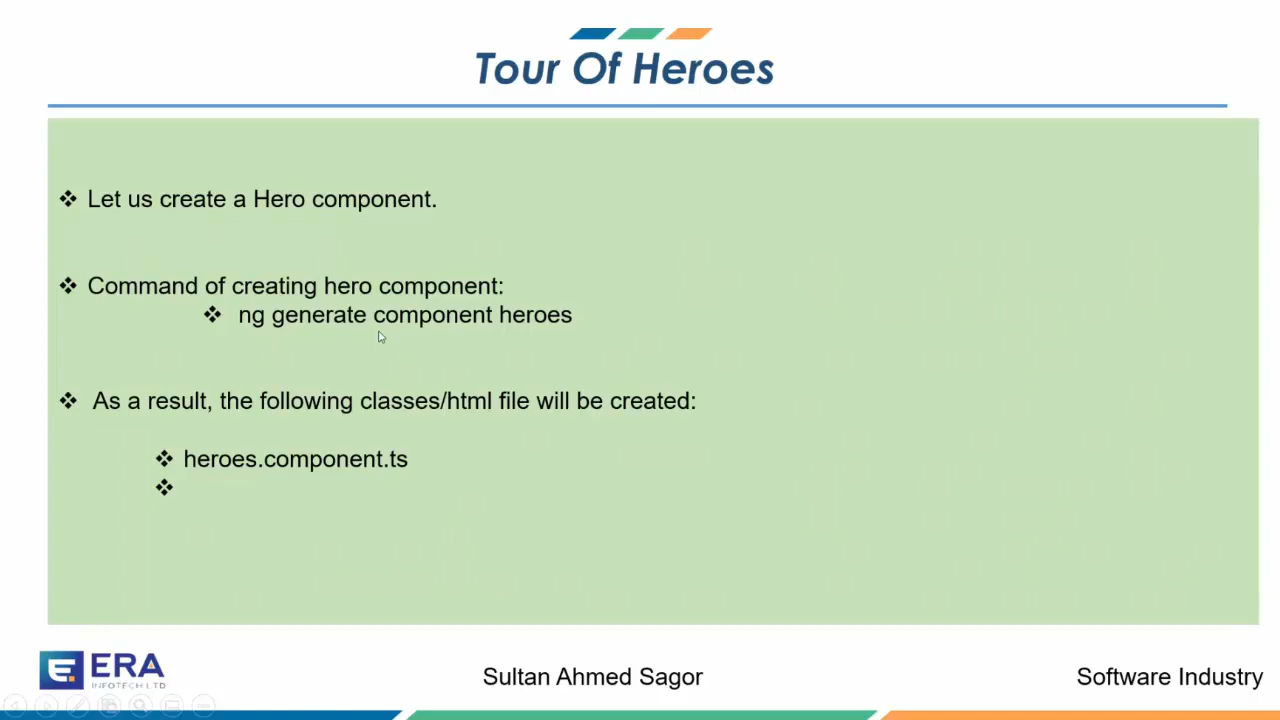 Tour Of Heroes
❖ Let us create a Hero component.
❖ Command of creating hero component:
❖ ng generate component heroes
❖ As a result, the following classes/html file will be created:
❖ heroes.component.ts
❖
ERA
INFOTECH LTD
Sultan Ahmed Sagor
Software Industry